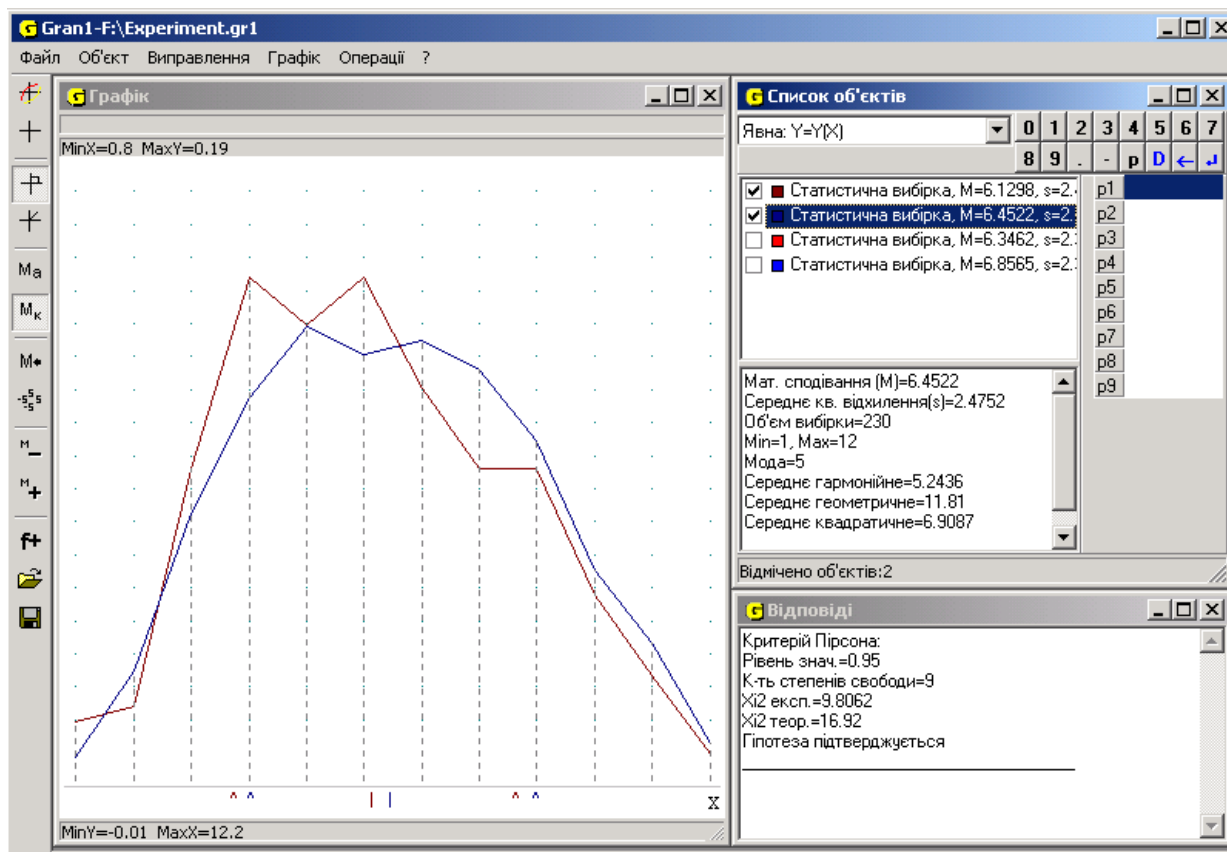 Gran1-F:\Experiment.gr1
Файл Об'єкт Виправлення Графік Операції ?
Графік
MinX=0.8 MaxY=0.19
X
MinY=-0.01 MaxX=12.2
Ma
Mк
M
-5 5 5 -5
M
M
f+
Список об'єктів
Явна: Y=Y(X)
0 1 2 3 4 5 6 7
8 9 . - p D ← ↲
Статистична вибірка, M=6.1298, s=2.
Статистична вибірка, M=6.4522, s=2.
Статистична вибірка, M=6.3462, s=2.
Статистична вибірка, M=6.8565, s=2.
p1
p2
p3
p4
p5
p6
p7
p8
p9
Мат. сподівання (M)=6.4522
Середнє кв. відхилення(s)=2.4752
Об'єм вибірки=230
Min=1, Max=12
Мода=5
Середнє гармонійне=5.2436
Середнє геометричне=11.81
Середнє квадратичне=6.9087
Відмічено об'єктів:2
Відповіді
Критерій Пірсона:
Рівень знач.=0.95
К-ть степенів свободи=9
Xi2 експ.=9.8062
Xi2 теор.=16.92
Гіпотеза підтверджується